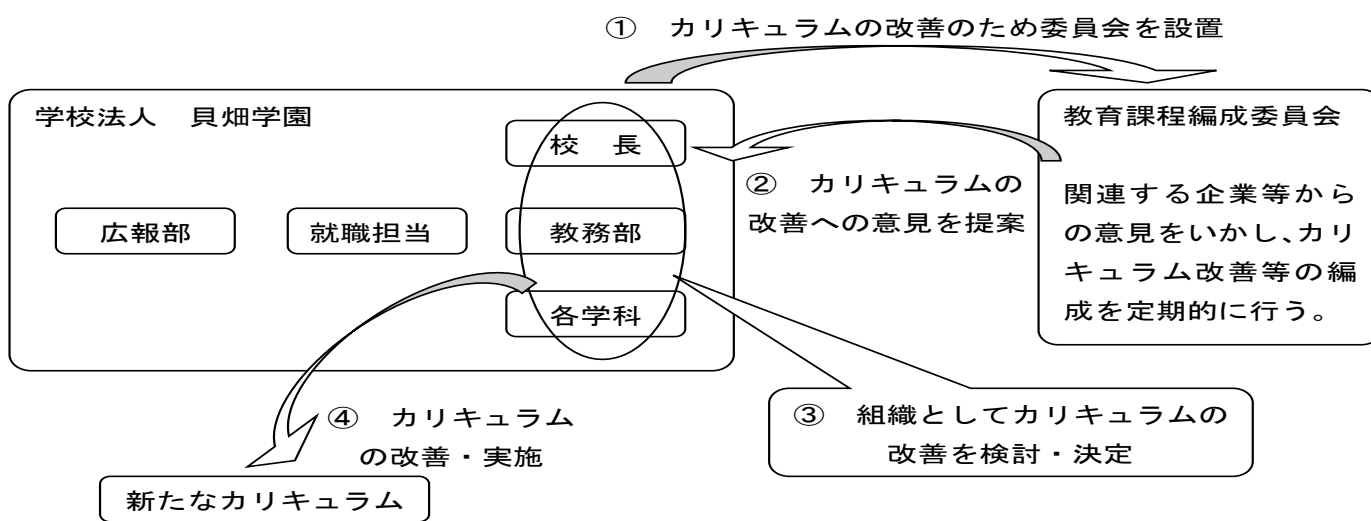 ① カリキュラムの改善のため委員会を設置
学校法人 貝畑学園
校 長
広報部
就職担当
教務部
各学科
教育課程編成委員会
関連する企業等から
の意見をいかし、カリ
キュラム改善等の編
成を定期的に行う。
② カリキュラムの
改善への意見を提案
③ 組織としてカリキュラムの
改善を検討・決定
④ カリキュラム
の改善・実施
新たなカリキュラム